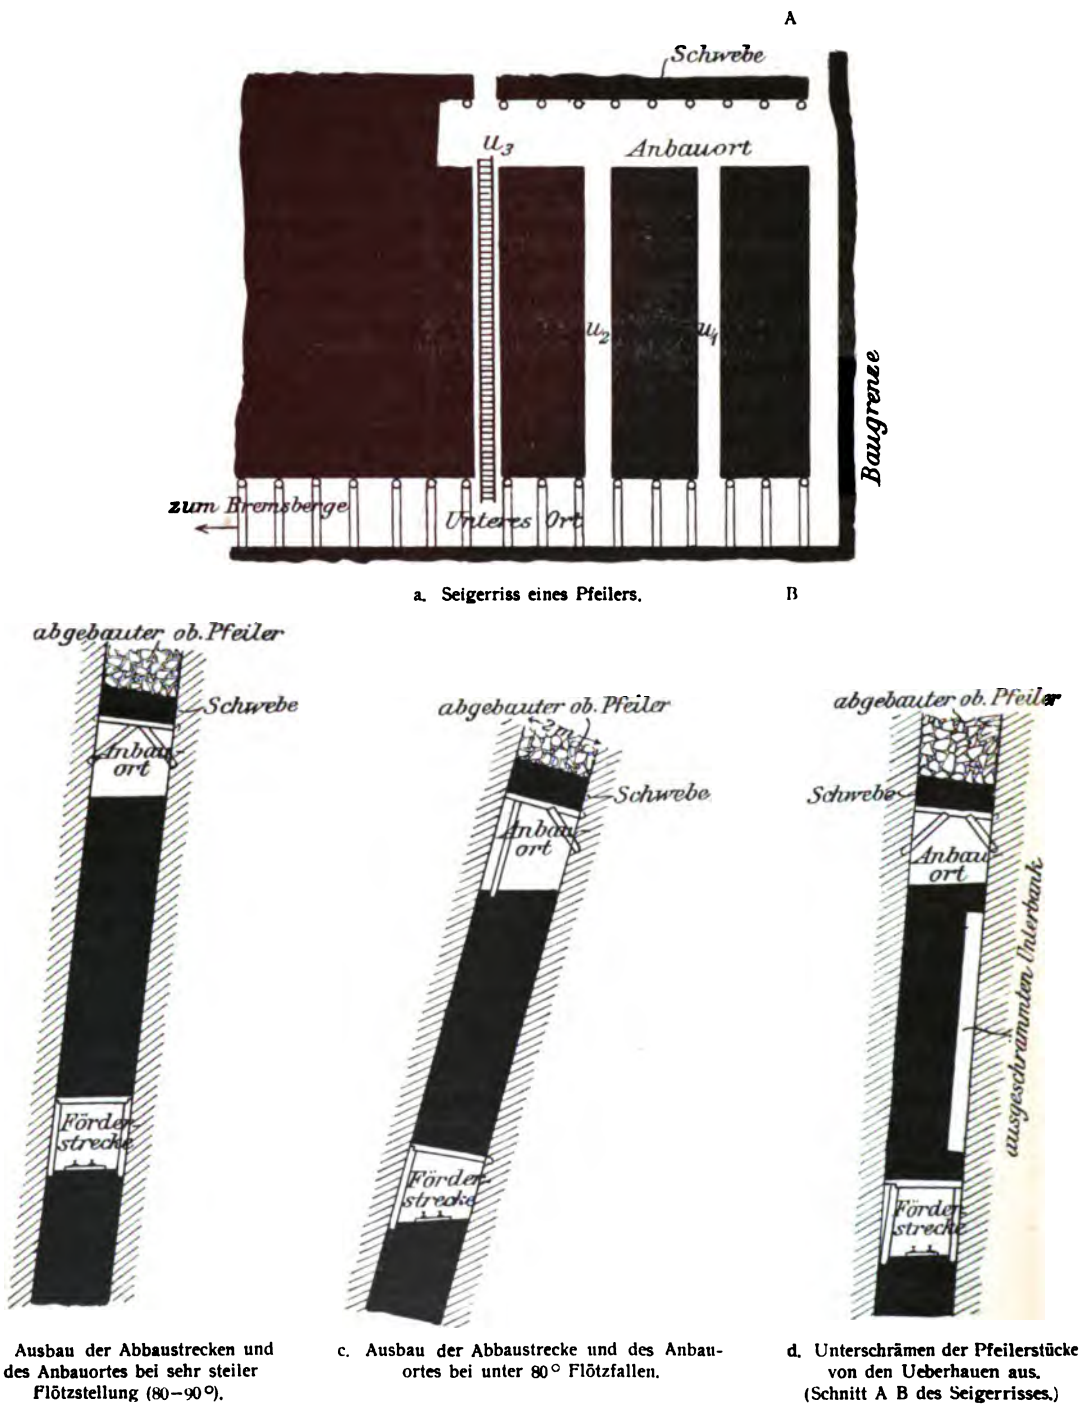 A
Schwebe
u₃
Anbauort
u₂
u₁
Baugrenze
zum Bremsberge
Unteres Ort
a. Seigerriss eines Pfeilers.
B
abgebauter ob. Pfeiler
Schwebe
Anbau-
ort
Förder-
strecke
Ausbau der Abbaustrecken und
des Anbauortes bei sehr steiler
Flötzstellung (80–90°).
abgebauter ob. Pfeiler
2m
Schwebe
Anbau-
ort
Förder-
strecke
c. Ausbau der Abbaustrecke und des Anbau-
ortes bei unter 80° Flötzfallen.
abgebauter ob. Pfeiler
Schwebe
Anbau-
ort
ausgeschrämmten Unterbank
Förder-
strecke
d. Unterschrämen der Pfeilerstücke
von den Ueberhauen aus.
(Schnitt A B des Seigerrisses.)